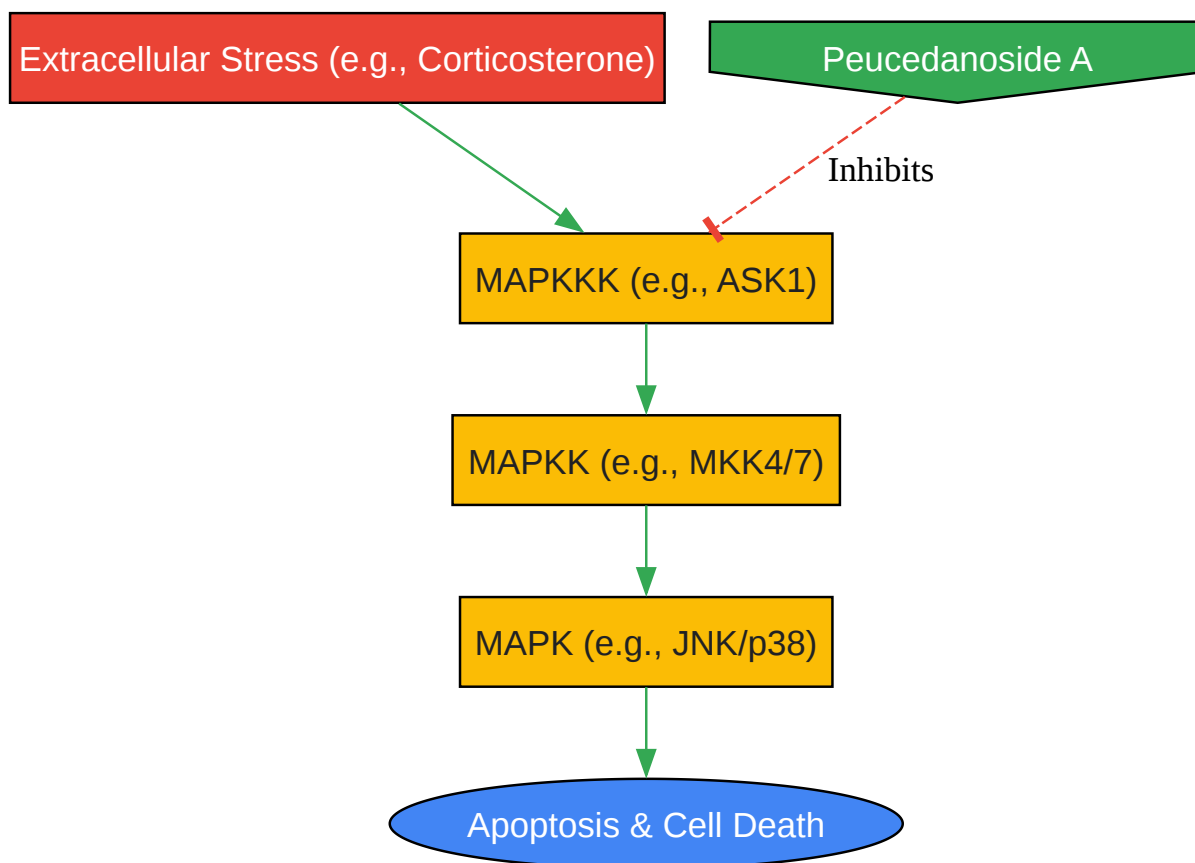 Extracellular Stress (e.g., Corticosterone)
Peucedanoside A
Inhibits
MAPKKK (e.g., ASK1)
MAPKK (e.g., MKK4/7)
MAPK (e.g., JNK/p38)
Apoptosis & Cell Death